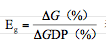 Eg = ΔG (%) / ΔGDP (%)